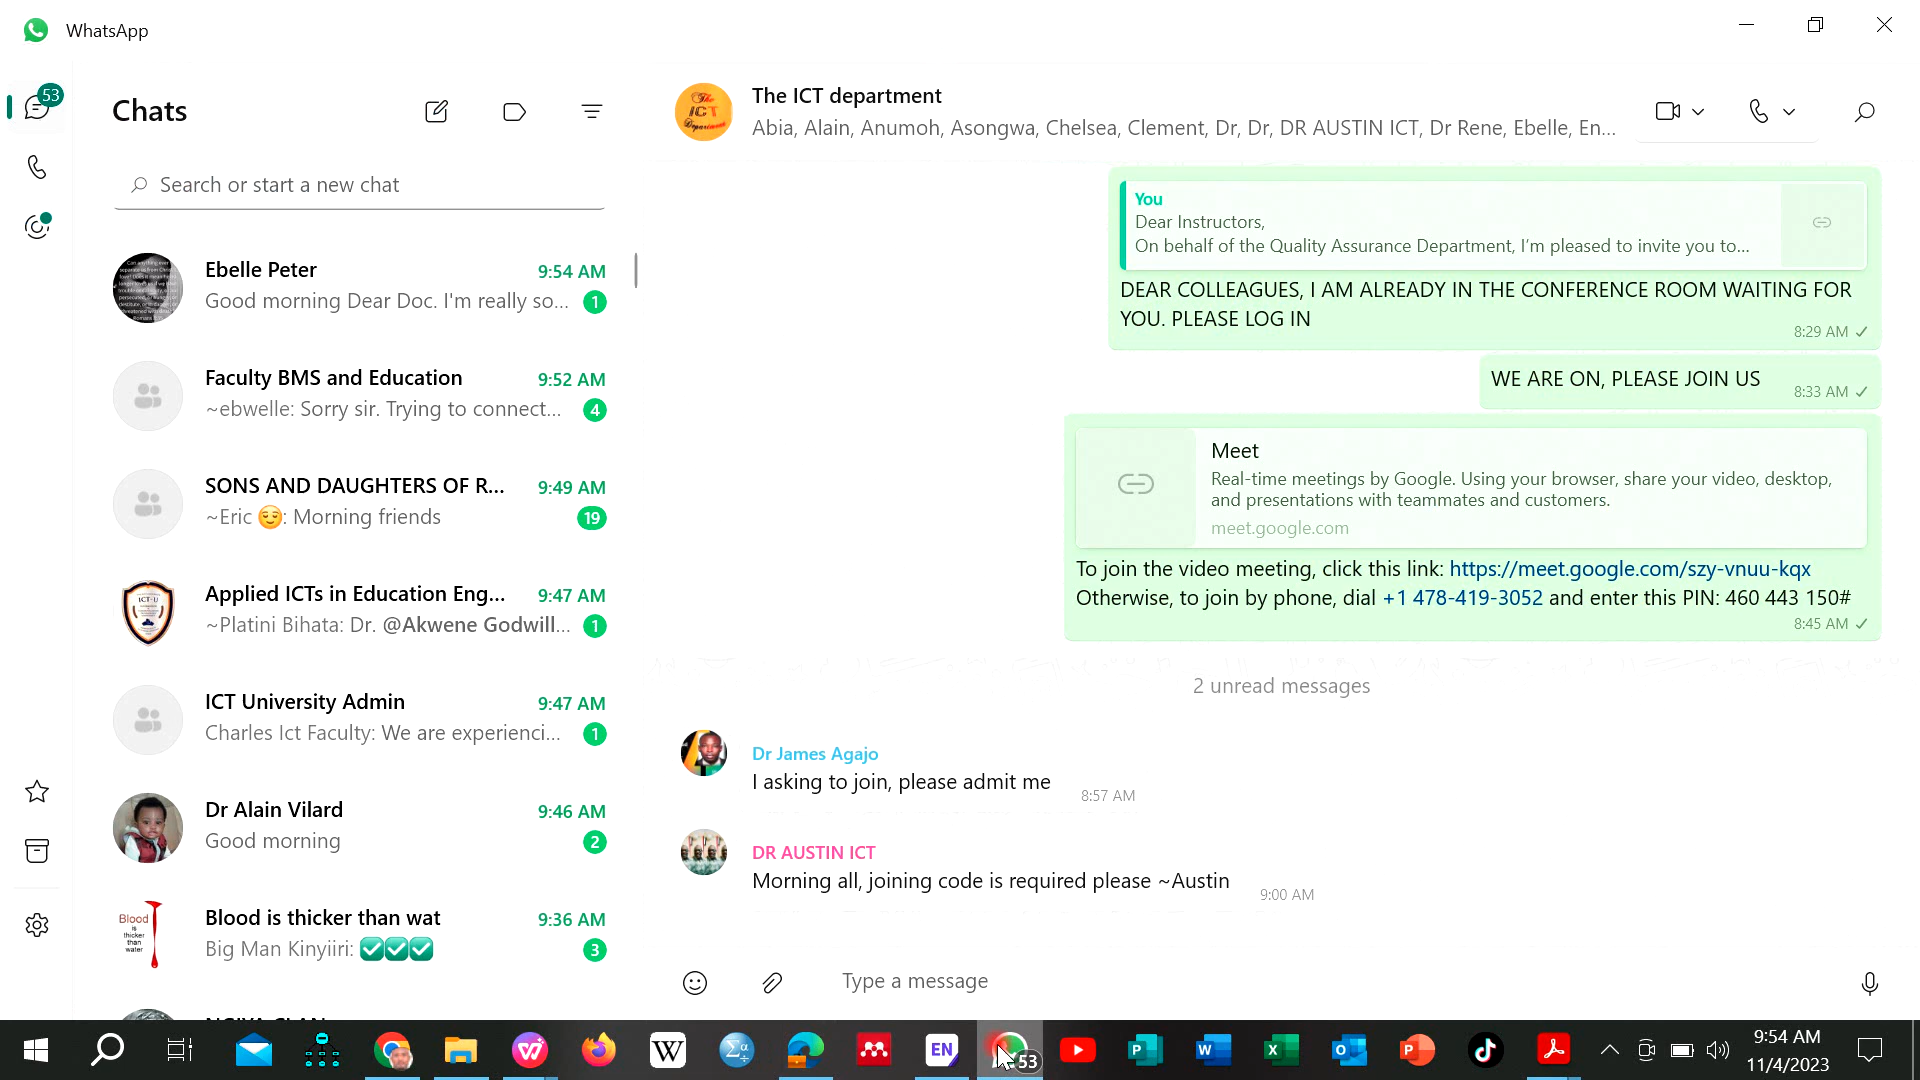 WhatsApp
53
Chats
Search or start a new chat
Ebelle Peter
9:54 AM
Good morning Dear Doc. I'm really so...
1
Faculty BMS and Education
9:52 AM
~ebwelle: Sorry sir. Trying to connect...
4
SONS AND DAUGHTERS OF R...
9:49 AM
~Eric 😌: Morning friends
19
Applied ICTs in Education Eng...
9:47 AM
~Platini Bihata: Dr. @Akwene Godwill...
1
ICT University Admin
9:47 AM
Charles Ict Faculty: We are experienci...
1
Dr Alain Vilard
9:46 AM
Good morning
2
Blood is thicker than wat
9:36 AM
Big Man Kinyiiri: ✅✅✅
3
Blood
is
thicker
than
water
The ICT department
Abia, Alain, Anumoh, Asongwa, Chelsea, Clement, Dr, Dr, DR AUSTIN ICT, Dr Rene, Ebelle, En...
The
ICT
Department
You
Dear Instructors,
On behalf of the Quality Assurance Department, I'm pleased to invite you to...
DEAR COLLEAGUES, I AM ALREADY IN THE CONFERENCE ROOM WAITING FOR
YOU. PLEASE LOG IN
8:29 AM
WE ARE ON, PLEASE JOIN US
8:33 AM
Meet
Real-time meetings by Google. Using your browser, share your video, desktop,
and presentations with teammates and customers.
meet.google.com
To join the video meeting, click this link: https://meet.google.com/szy-vnuu-kqx
Otherwise, to join by phone, dial +1 478-419-3052 and enter this PIN: 460 443 150#
8:45 AM
2 unread messages
Dr James Agajo
I asking to join, please admit me
8:57 AM
DR AUSTIN ICT
Morning all, joining code is required please ~Austin
9:00 AM
Type a message
W
Σα
EN
53
P
W
X
O
P
9:54 AM
11/4/2023